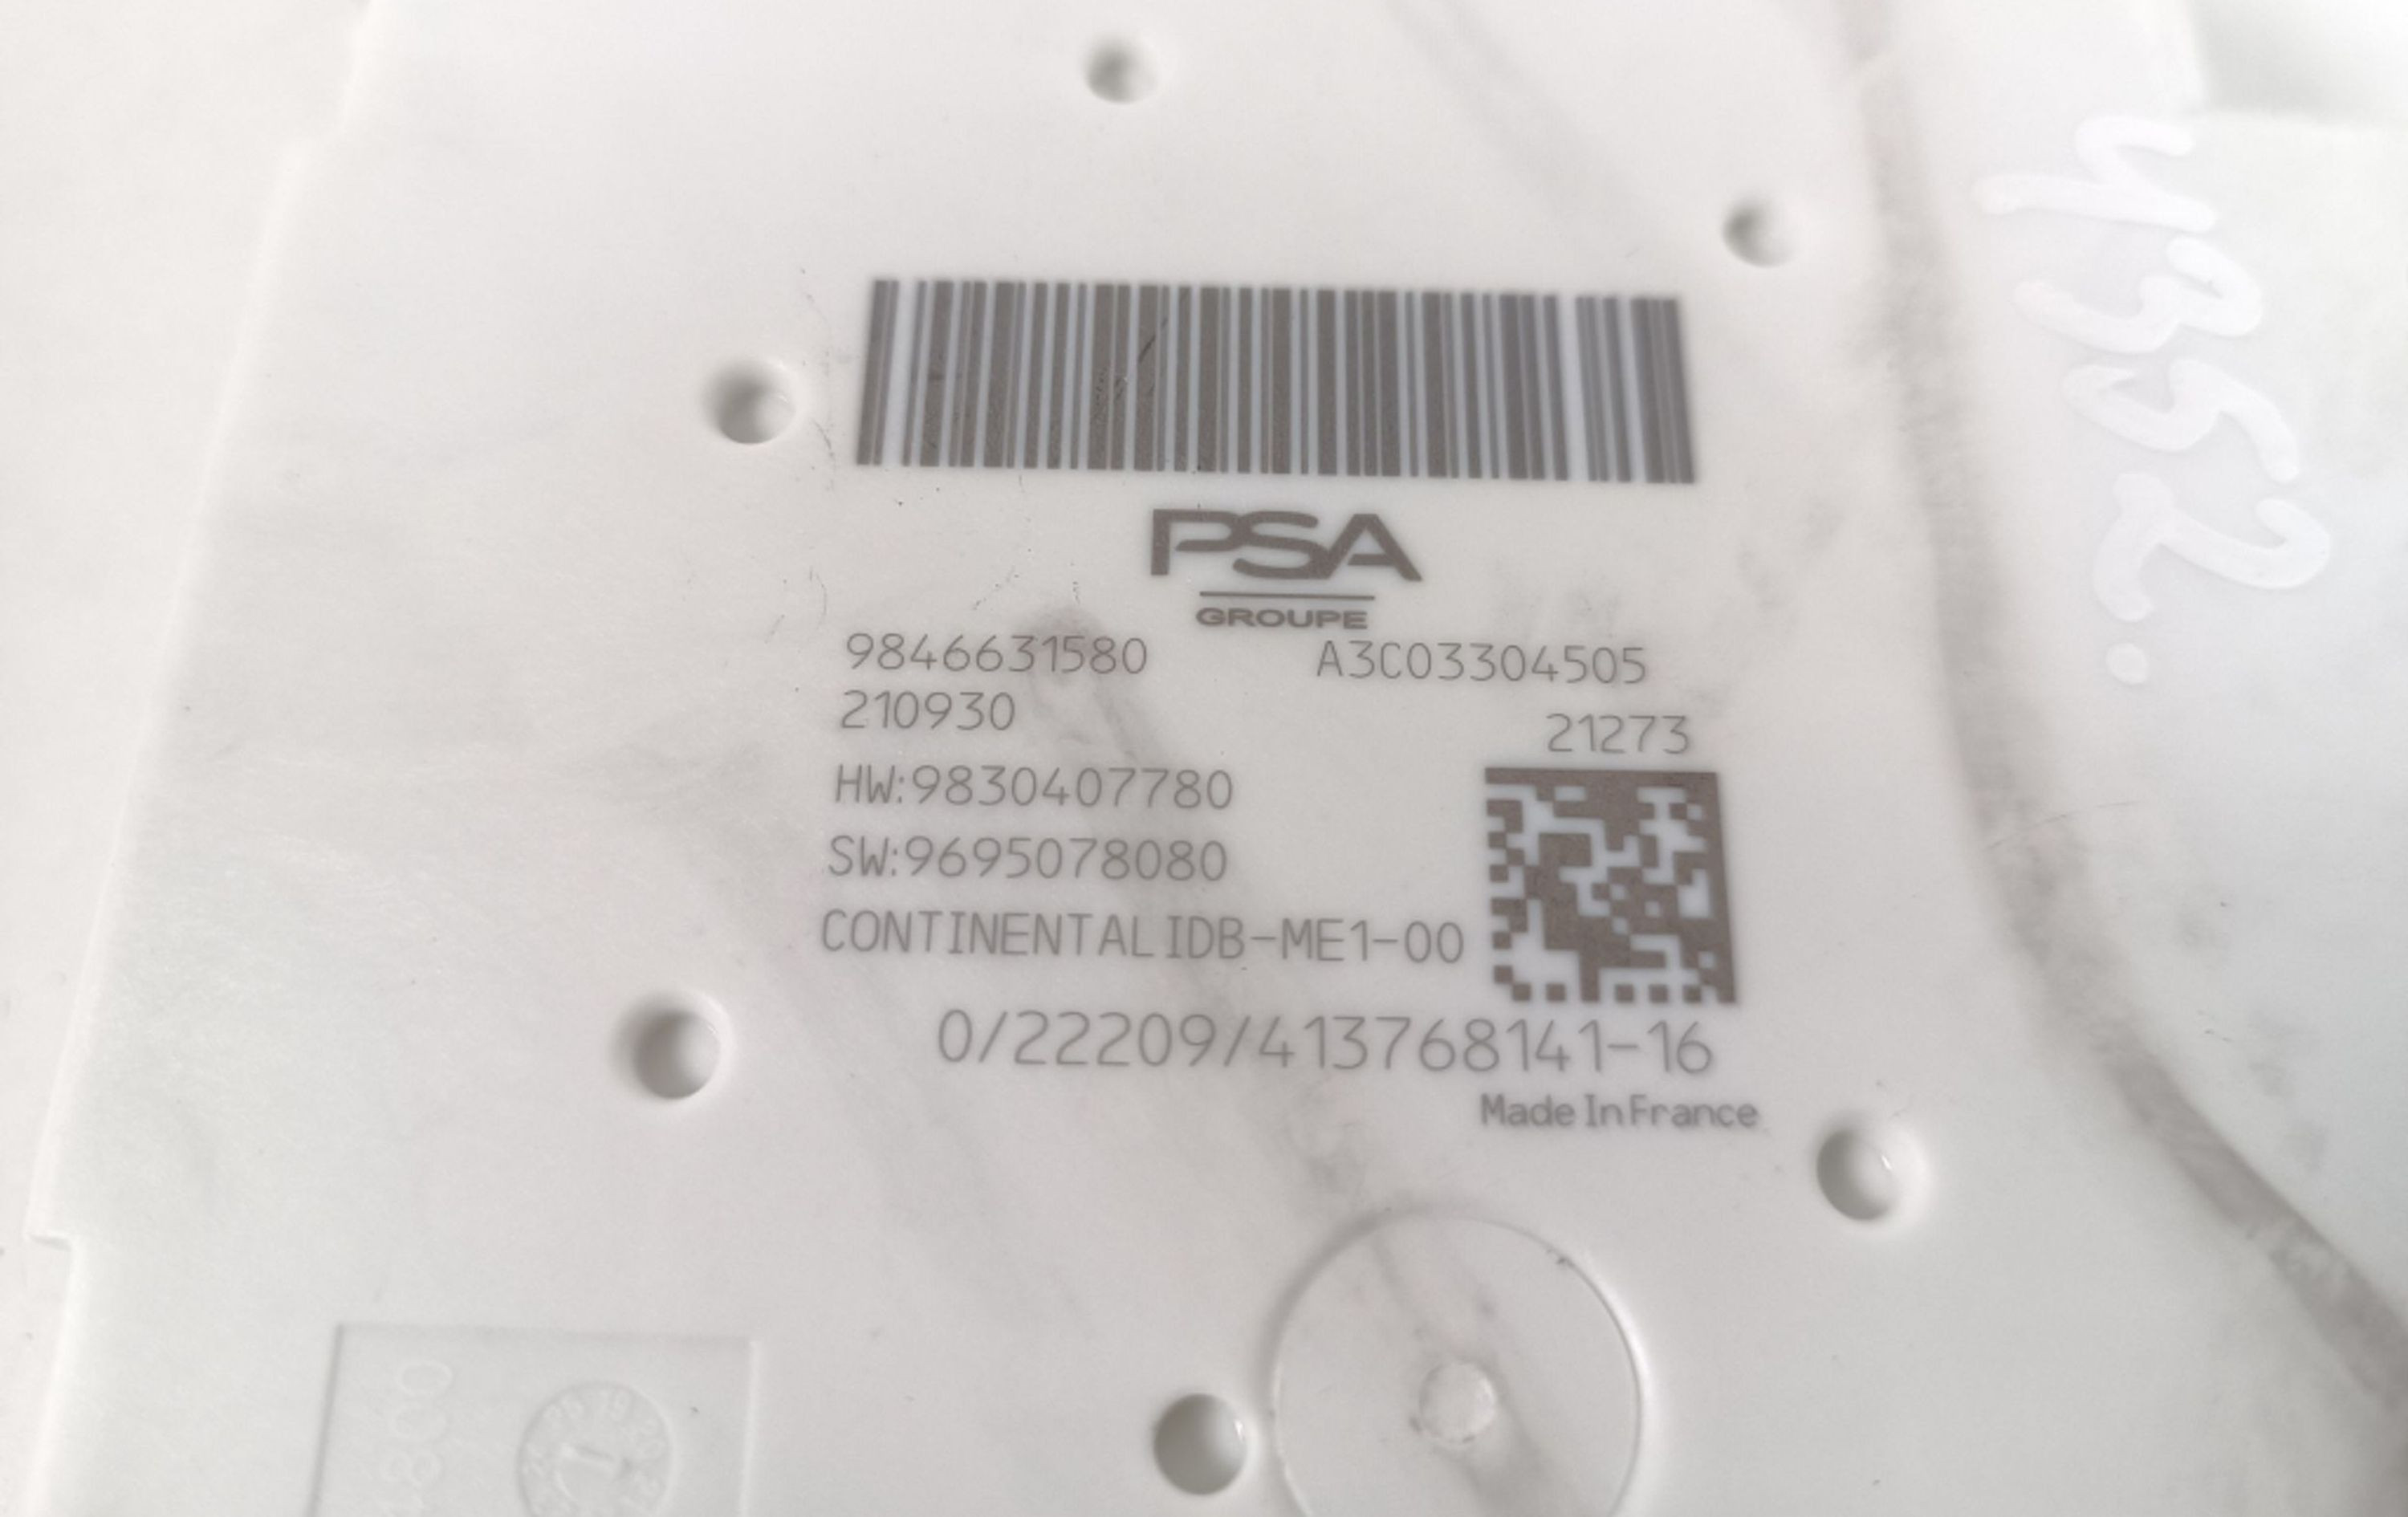 PSA
GROUPE
9846631580 A3C03304505
210930 21273
HW:9830407780
SW:9695078080
CONTINENTAL IDB-ME1-00
0/22209/413768141-16
Made In France